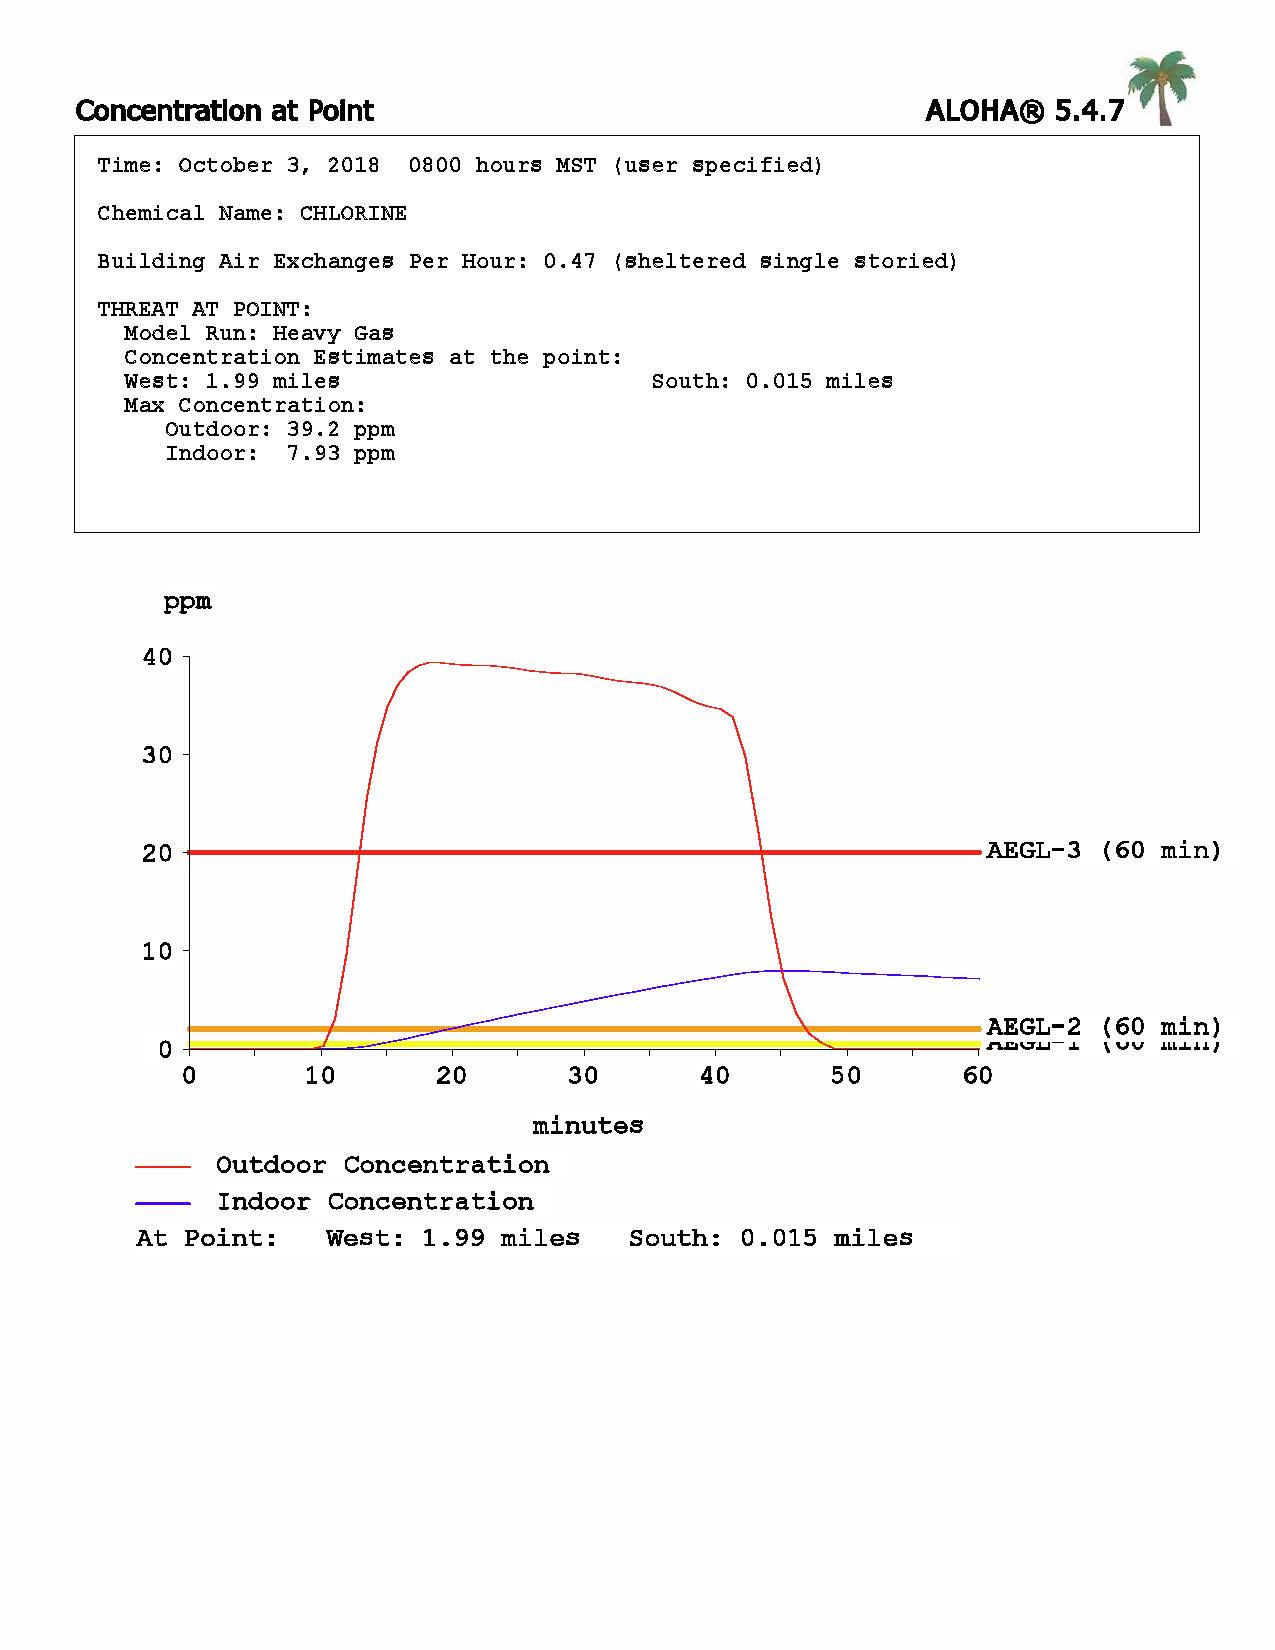 Concentration at Point ALOHA® 5.4.7
Time: October 3, 2018 0800 hours MST (user specified)
Chemical Name: CHLORINE
Building Air Exchanges Per Hour: 0.47 (sheltered single storied)
THREAT AT POINT:
Model Run: Heavy Gas
Concentration Estimates at the point:
West: 1.99 miles South: 0.015 miles
Max Concentration:
Outdoor: 39.2 ppm
Indoor: 7.93 ppm
ppm
40
30
20 AEGL-3 (60 min)
10
AEGL-2 (60 min)
0
0 10 20 30 40 50 60
minutes
Outdoor Concentration
Indoor Concentration
At Point: West: 1.99 miles South: 0.015 miles